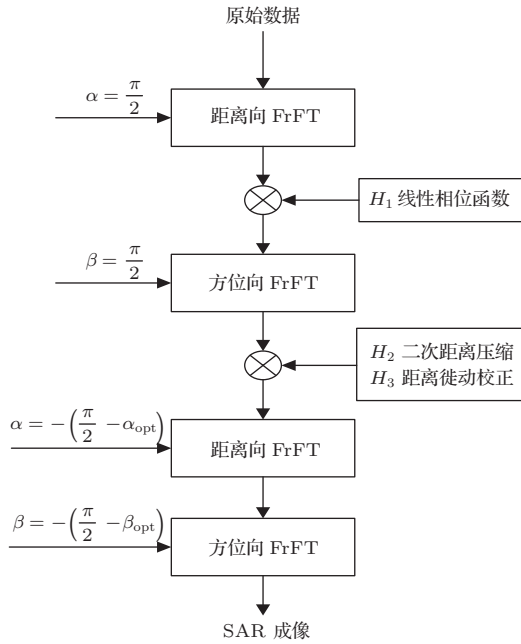 原始数据
α = π/2
距离向 FrFT
H₁ 线性相位函数
β = π/2
方位向 FrFT
H₂ 二次距离压缩
H₃ 距离徙动校正
α = −(π/2 − αopt)
距离向 FrFT
β = −(π/2 − βopt)
方位向 FrFT
SAR 成像